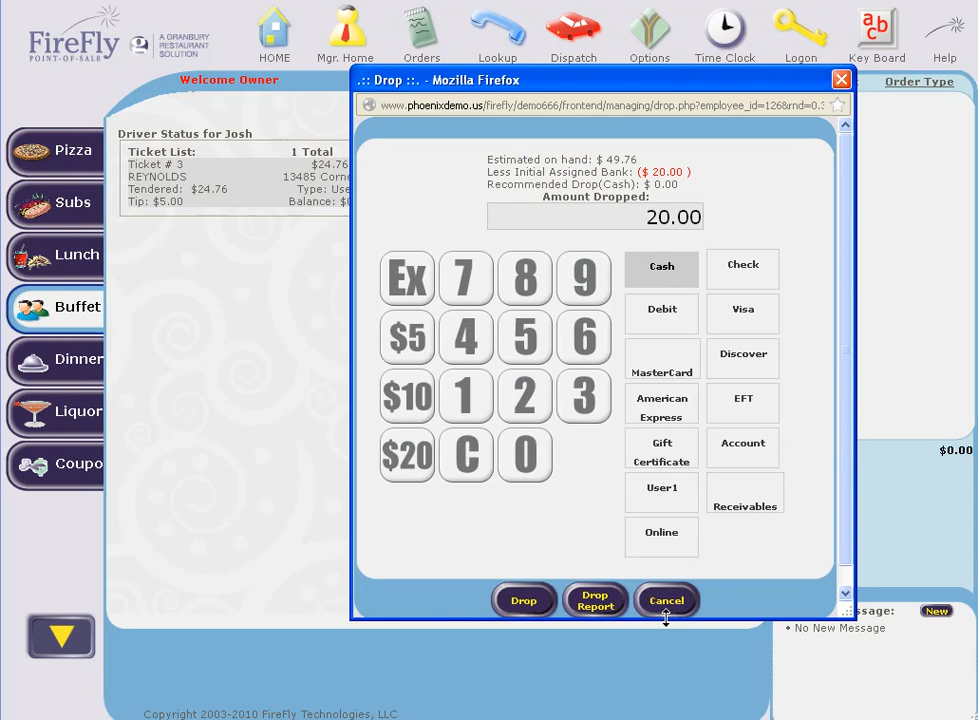 FIREFLY
POINT-OF-SALE
A GRANBURY
RESTAURANT
SOLUTION
HOME
Mgr. Home
Orders
Lookup
Dispatch
Options
Time Clock
Logon
abc
Key Board
Help
Welcome Owner
Order Type
.:: Drop ::. - Mozilla Firefox
www.phoenixdemo.us/firefly/demo666/frontend/managing/drop.php?employee_id=126&rnd=0.3
Pizza
Subs
Lunch
Buffet
Dinner
Liquor
Coupo
Driver Status for Josh
Ticket List:
1 Total
Ticket # 3
$24.76
REYNOLDS
13485 Corne
Tendered: $24.76
Type: Use
Tip: $5.00
Balance: $0
Estimated on hand: $ 49.76
Less Initial Assigned Bank: ($ 20.00 )
Recommended Drop(Cash): $ 0.00
Amount Dropped:
20.00
Ex 7 8 9
$5 4 5 6
$10 1 2 3
$20 C 0
Cash
Check
Debit
Visa
MasterCard
Discover
American
Express
EFT
Gift
Certificate
Account
User1
Receivables
Online
Drop
Drop
Report
Cancel
$0.00
ssage:
New
• No New Message
Copyright 2003-2010 FireFly Technologies, LLC